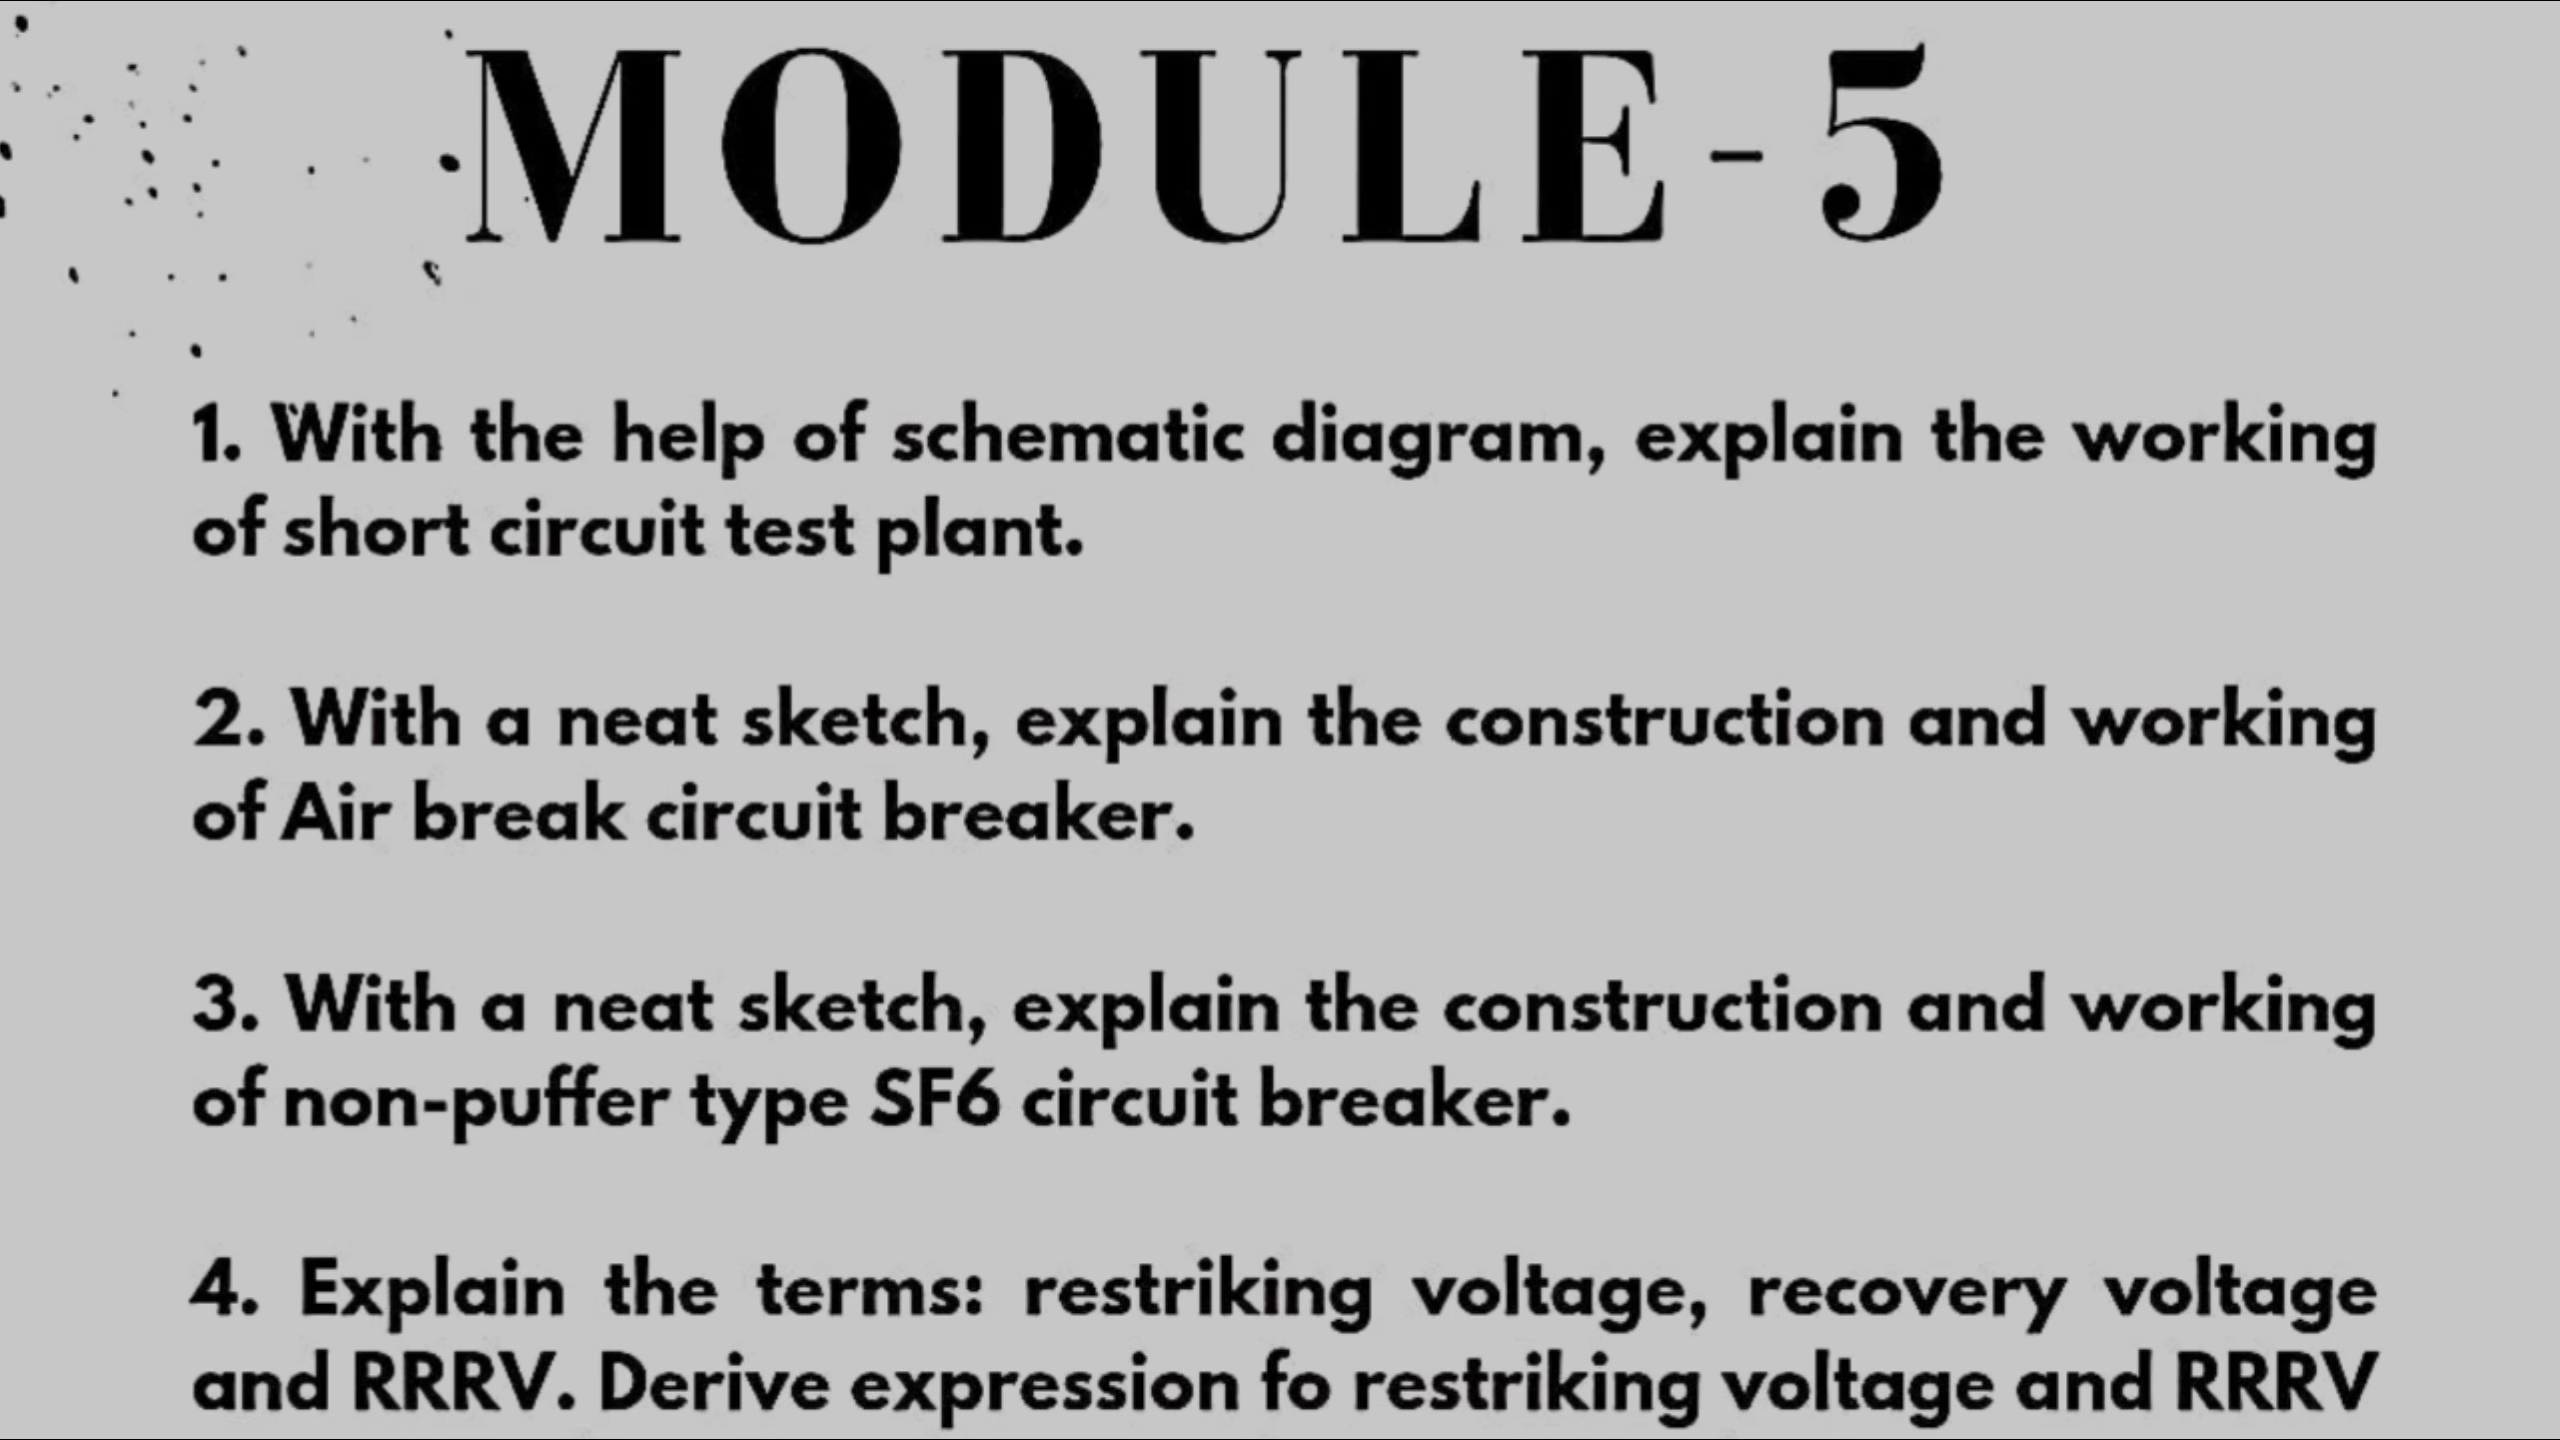 MODULE-5
1. With the help of schematic diagram, explain the working
of short circuit test plant.
2. With a neat sketch, explain the construction and working
of Air break circuit breaker.
3. With a neat sketch, explain the construction and working
of non-puffer type SF6 circuit breaker.
4. Explain the terms: restriking voltage, recovery voltage
and RRRV. Derive expression fo restriking voltage and RRRV